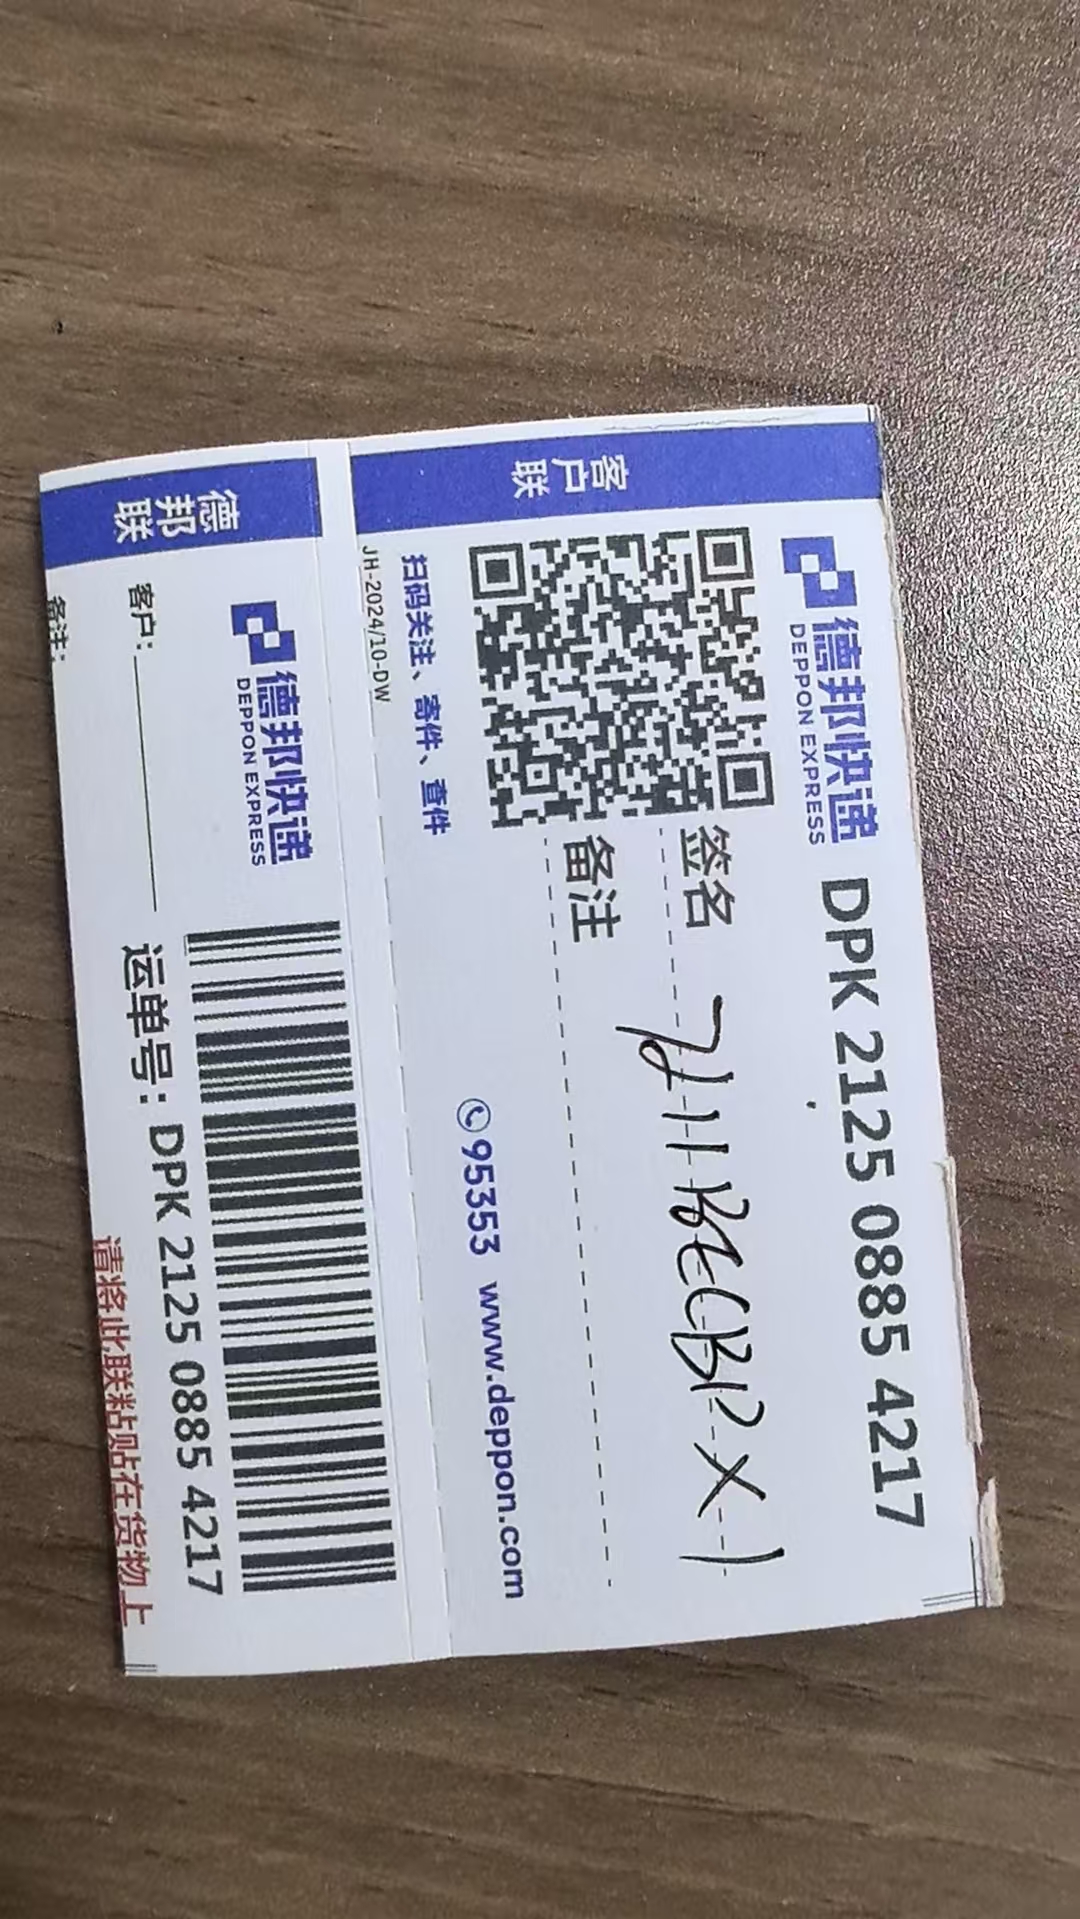 客户联
德邦快递 DPK 2125 0885 4217
DEPPON EXPRESS
签名
备注
扫码关注、寄件、查件
95353 www.deppon.com
JH-2024/10-DW
德邦联
德邦快递
DEPPON EXPRESS
客户:
运单号: DPK 2125 0885 4217
备注:
请将此联粘贴在货物上